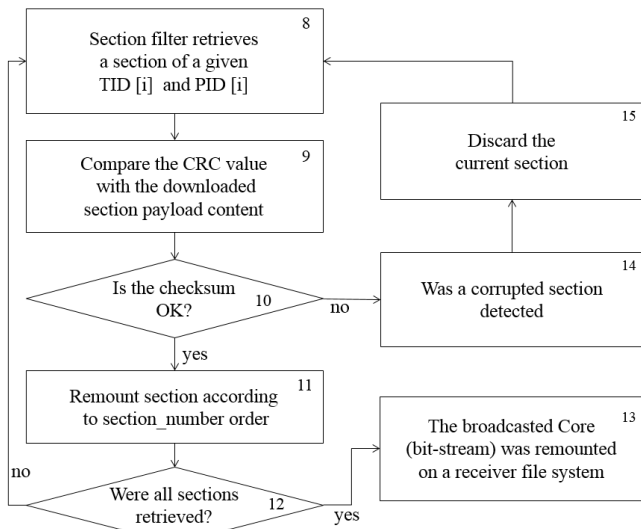 8
Section filter retrieves
a section of a given
TID [i] and PID [i]
9
Compare the CRC value
with the downloaded
section payload content
Is the checksum
OK?
10
no
yes
15
Discard the
current section
14
Was a corrupted section
detected
11
Remount section according
to section_number order
13
The broadcasted Core
(bit-stream) was remounted
on a receiver file system
no
Were all sections
retrieved?
12
yes